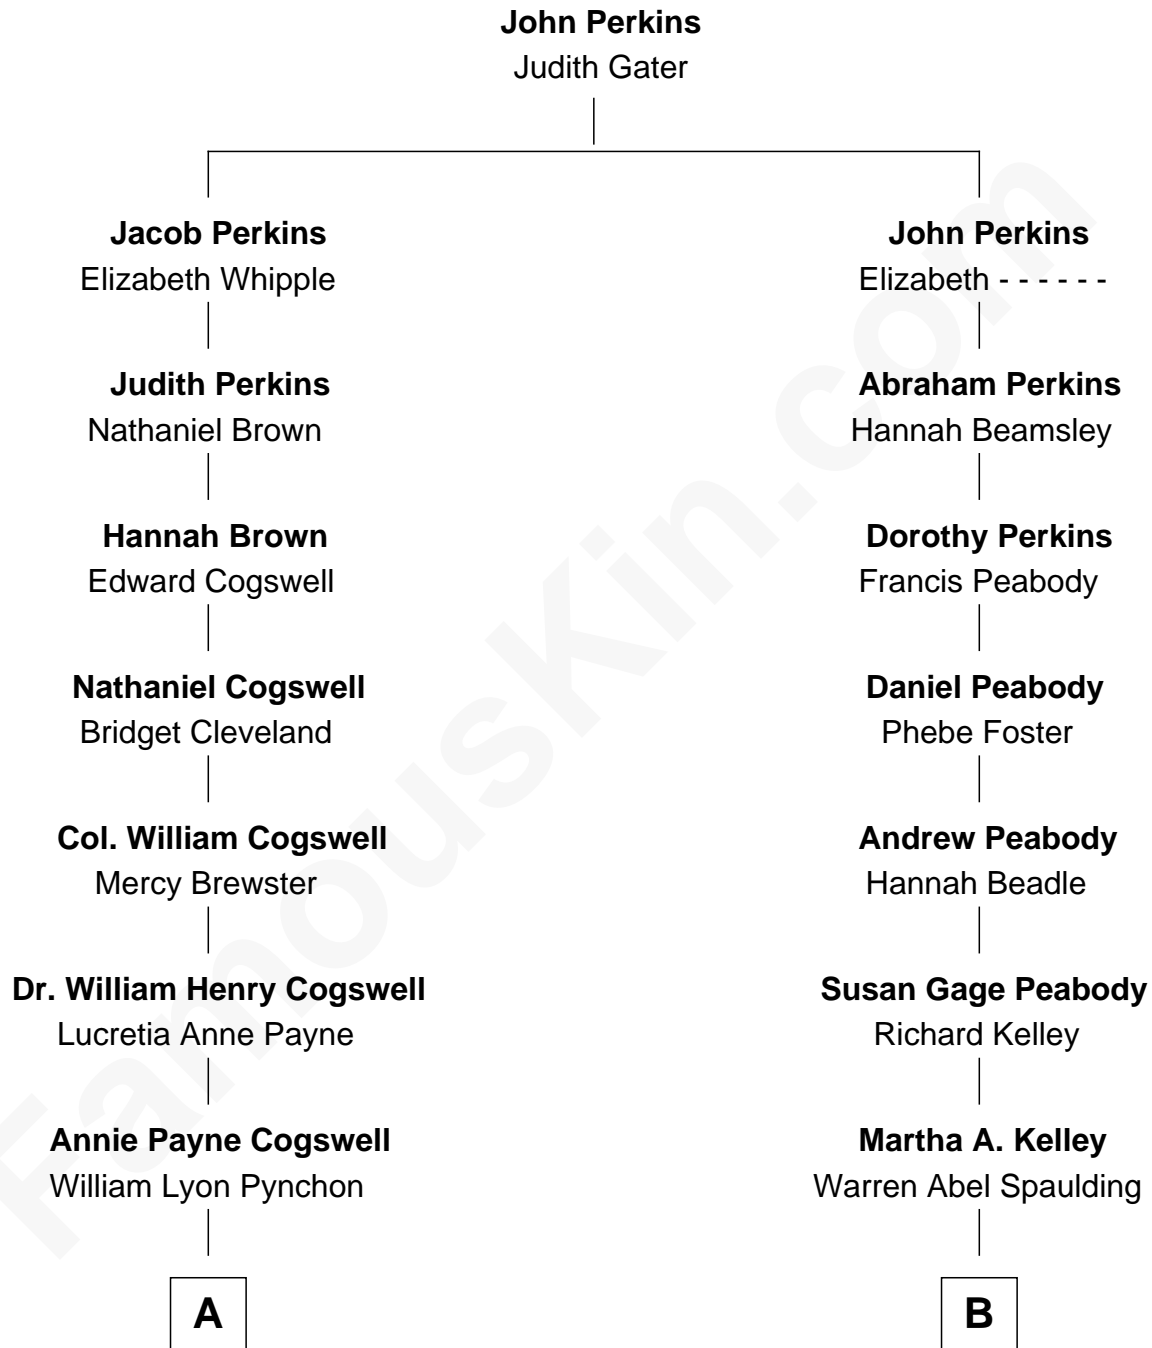 John Perkins
Judith Gater
Jacob Perkins
Elizabeth Whipple
John Perkins
Elizabeth - - - - - -
Judith Perkins
Nathaniel Brown
Abraham Perkins
Hannah Beamsley
Hannah Brown
Edward Cogswell
Dorothy Perkins
Francis Peabody
Nathaniel Cogswell
Bridget Cleveland
Daniel Peabody
Phebe Foster
Col. William Cogswell
Mercy Brewster
Andrew Peabody
Hannah Beadle
Dr. William Henry Cogswell
Lucretia Anne Payne
Susan Gage Peabody
Richard Kelley
Annie Payne Cogswell
William Lyon Pynchon
Martha A. Kelley
Warren Abel Spaulding
A
B
FamousKin.com